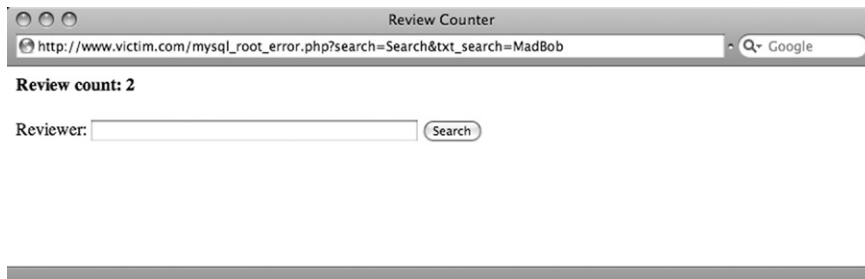 Review Counter
http://www.victim.com/mysql_root_error.php?search=Search&txt_search=MadBob
Google
Review count: 2
Reviewer:
Search